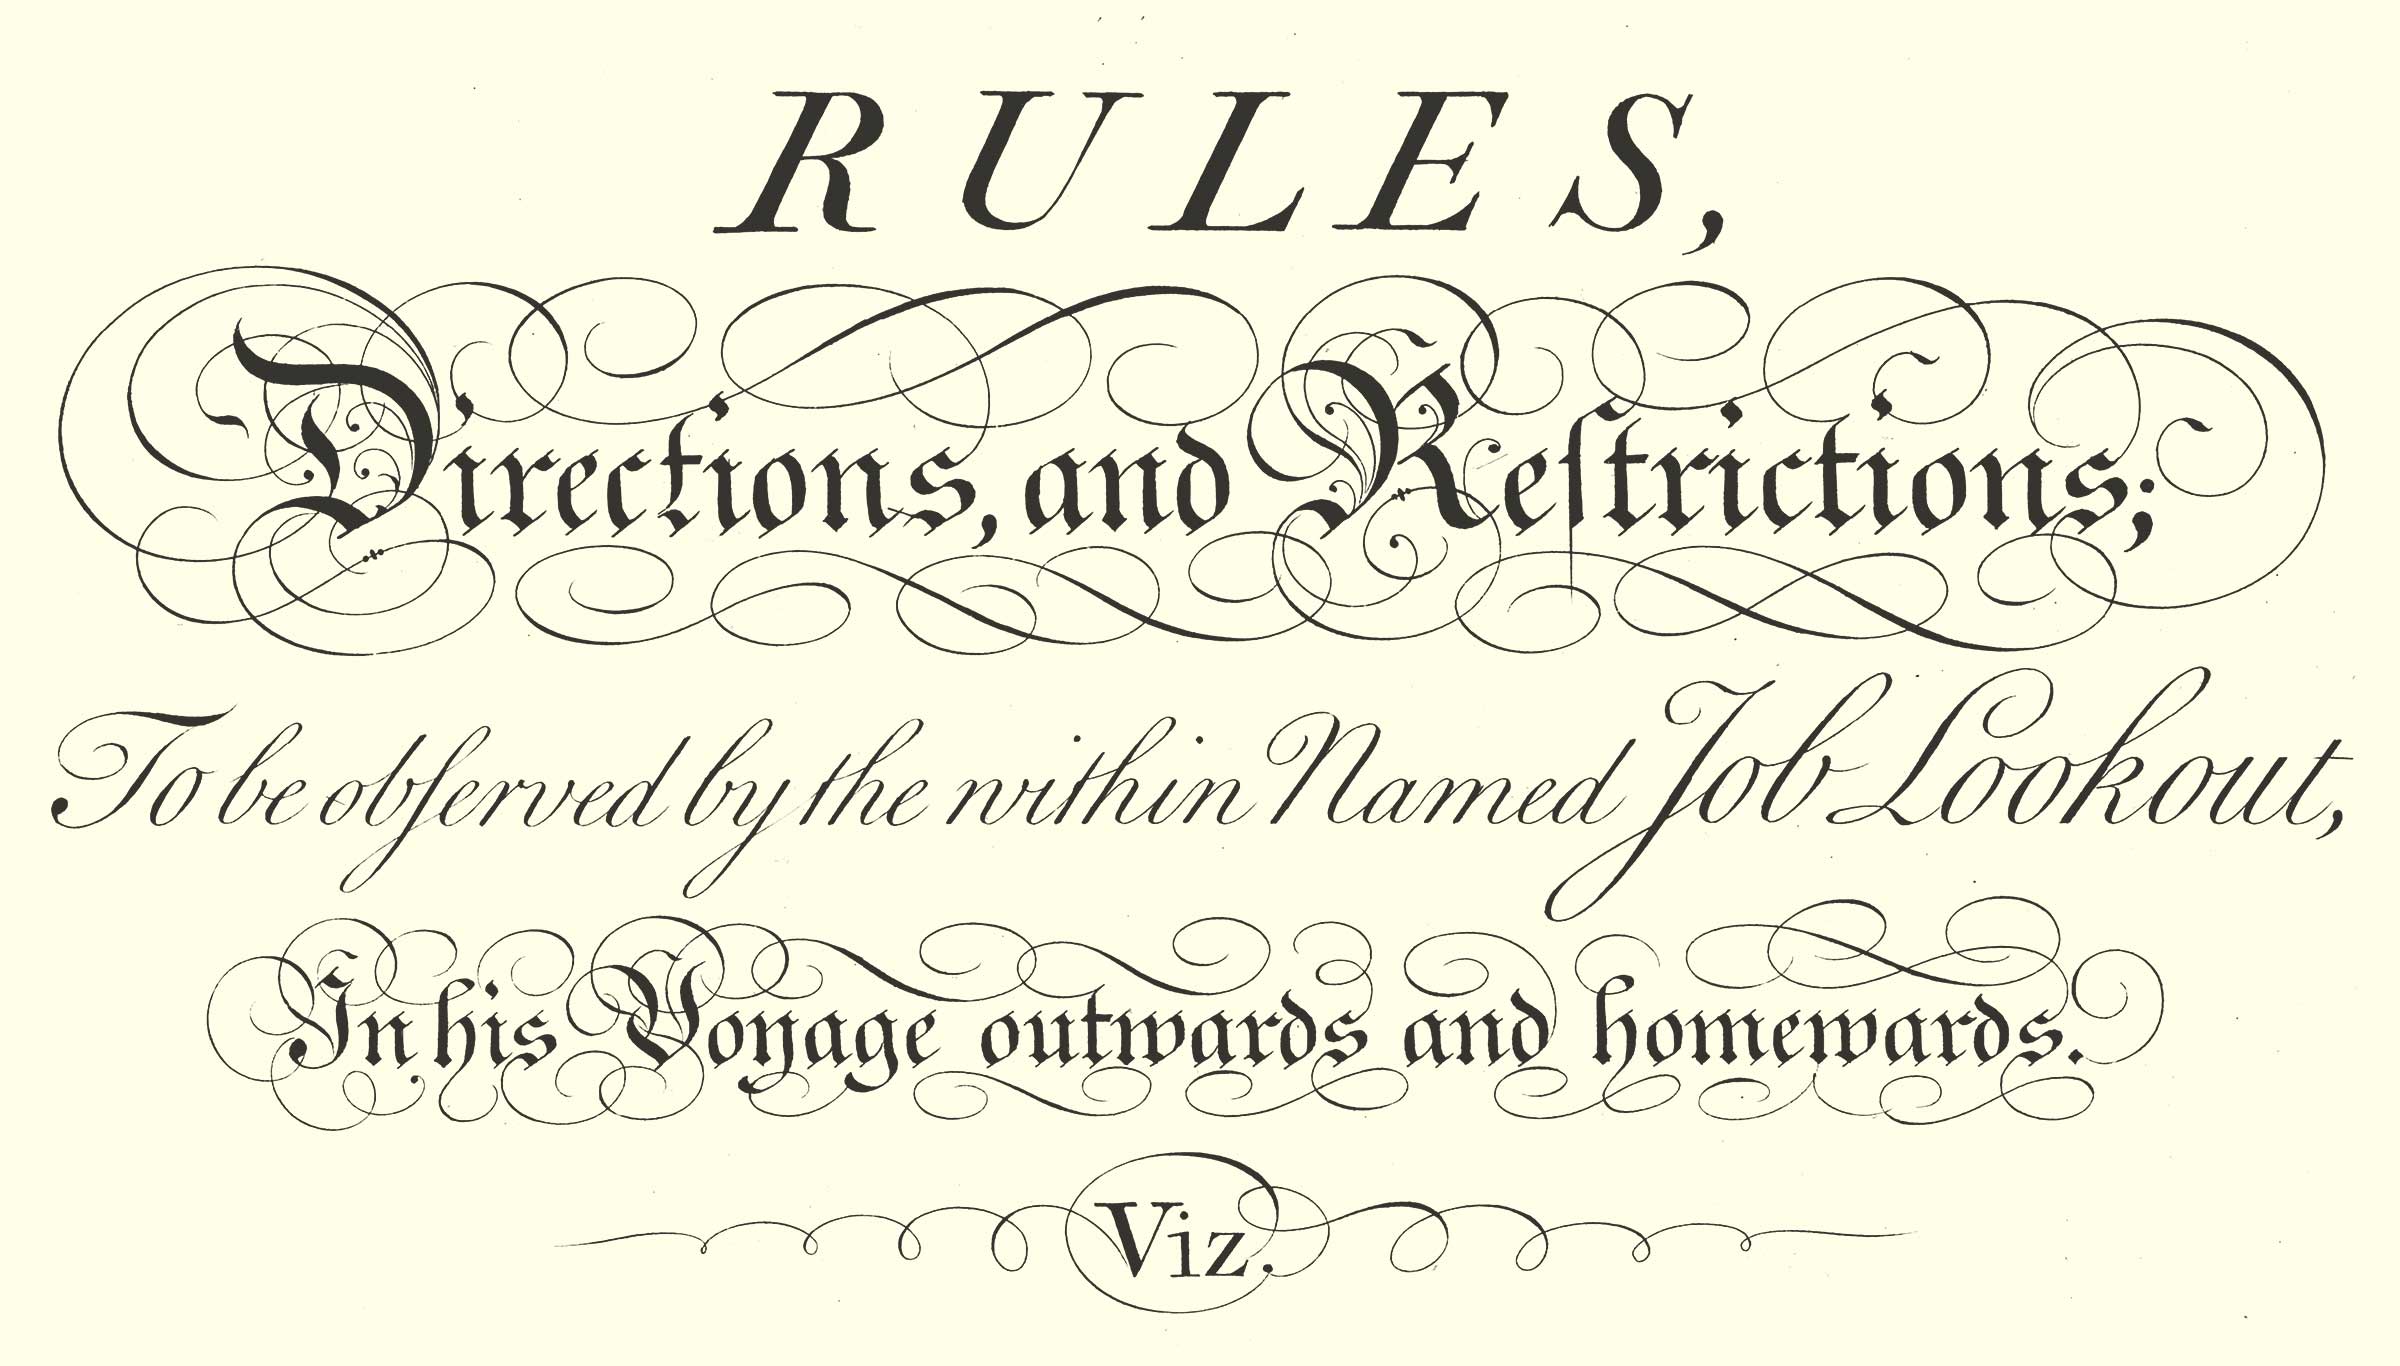 RULES,
Directions, and Reſtrictions;
To be obſerved by the within Named Job Lookout,
In his Voyage outwards and homewards.
Viz.